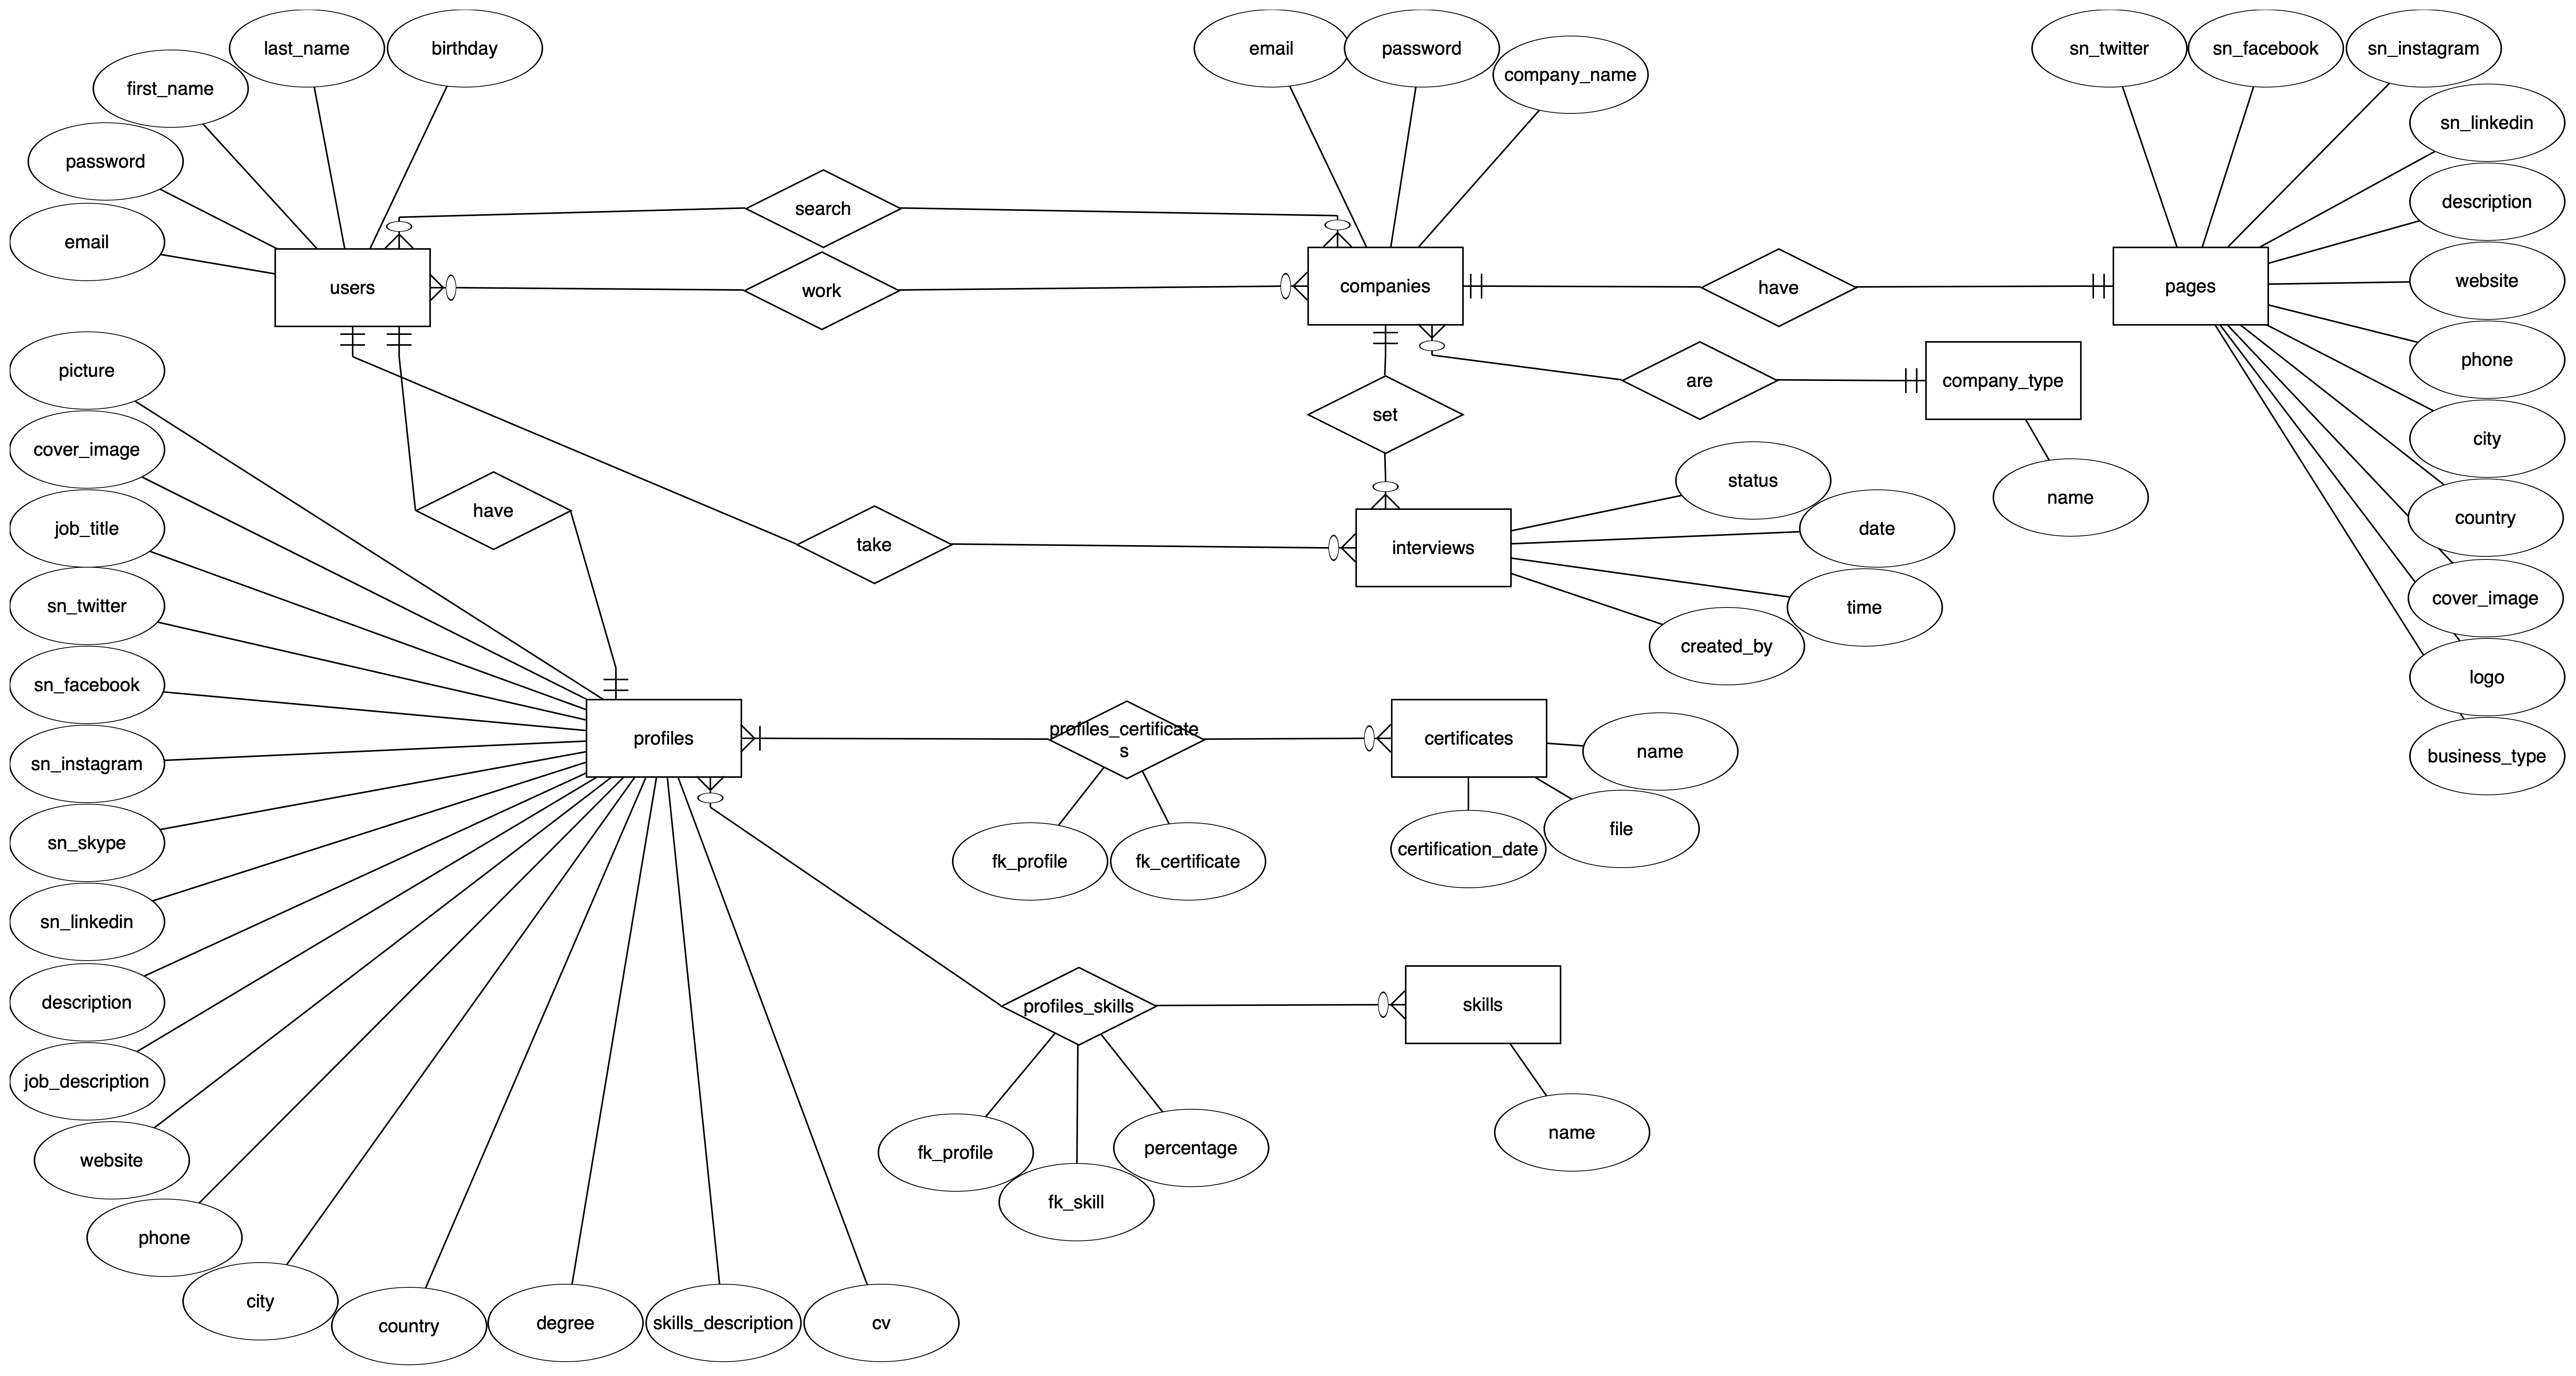 last_name
birthday
first_name
password
email
users
search
work
email
password
company_name
companies
have
sn_twitter
sn_facebook
sn_instagram
sn_linkedin
description
website
phone
city
country
cover_image
logo
business_type
pages
are
company_type
name
set
status
date
time
created_by
interviews
take
have
picture
cover_image
job_title
sn_twitter
sn_facebook
sn_instagram
sn_skype
sn_linkedin
description
job_description
website
phone
city
country
degree
skills_description
cv
profiles
profiles_certificate
s
fk_profile
fk_certificate
certificates
name
file
certification_date
profiles_skills
fk_profile
fk_skill
percentage
skills
name